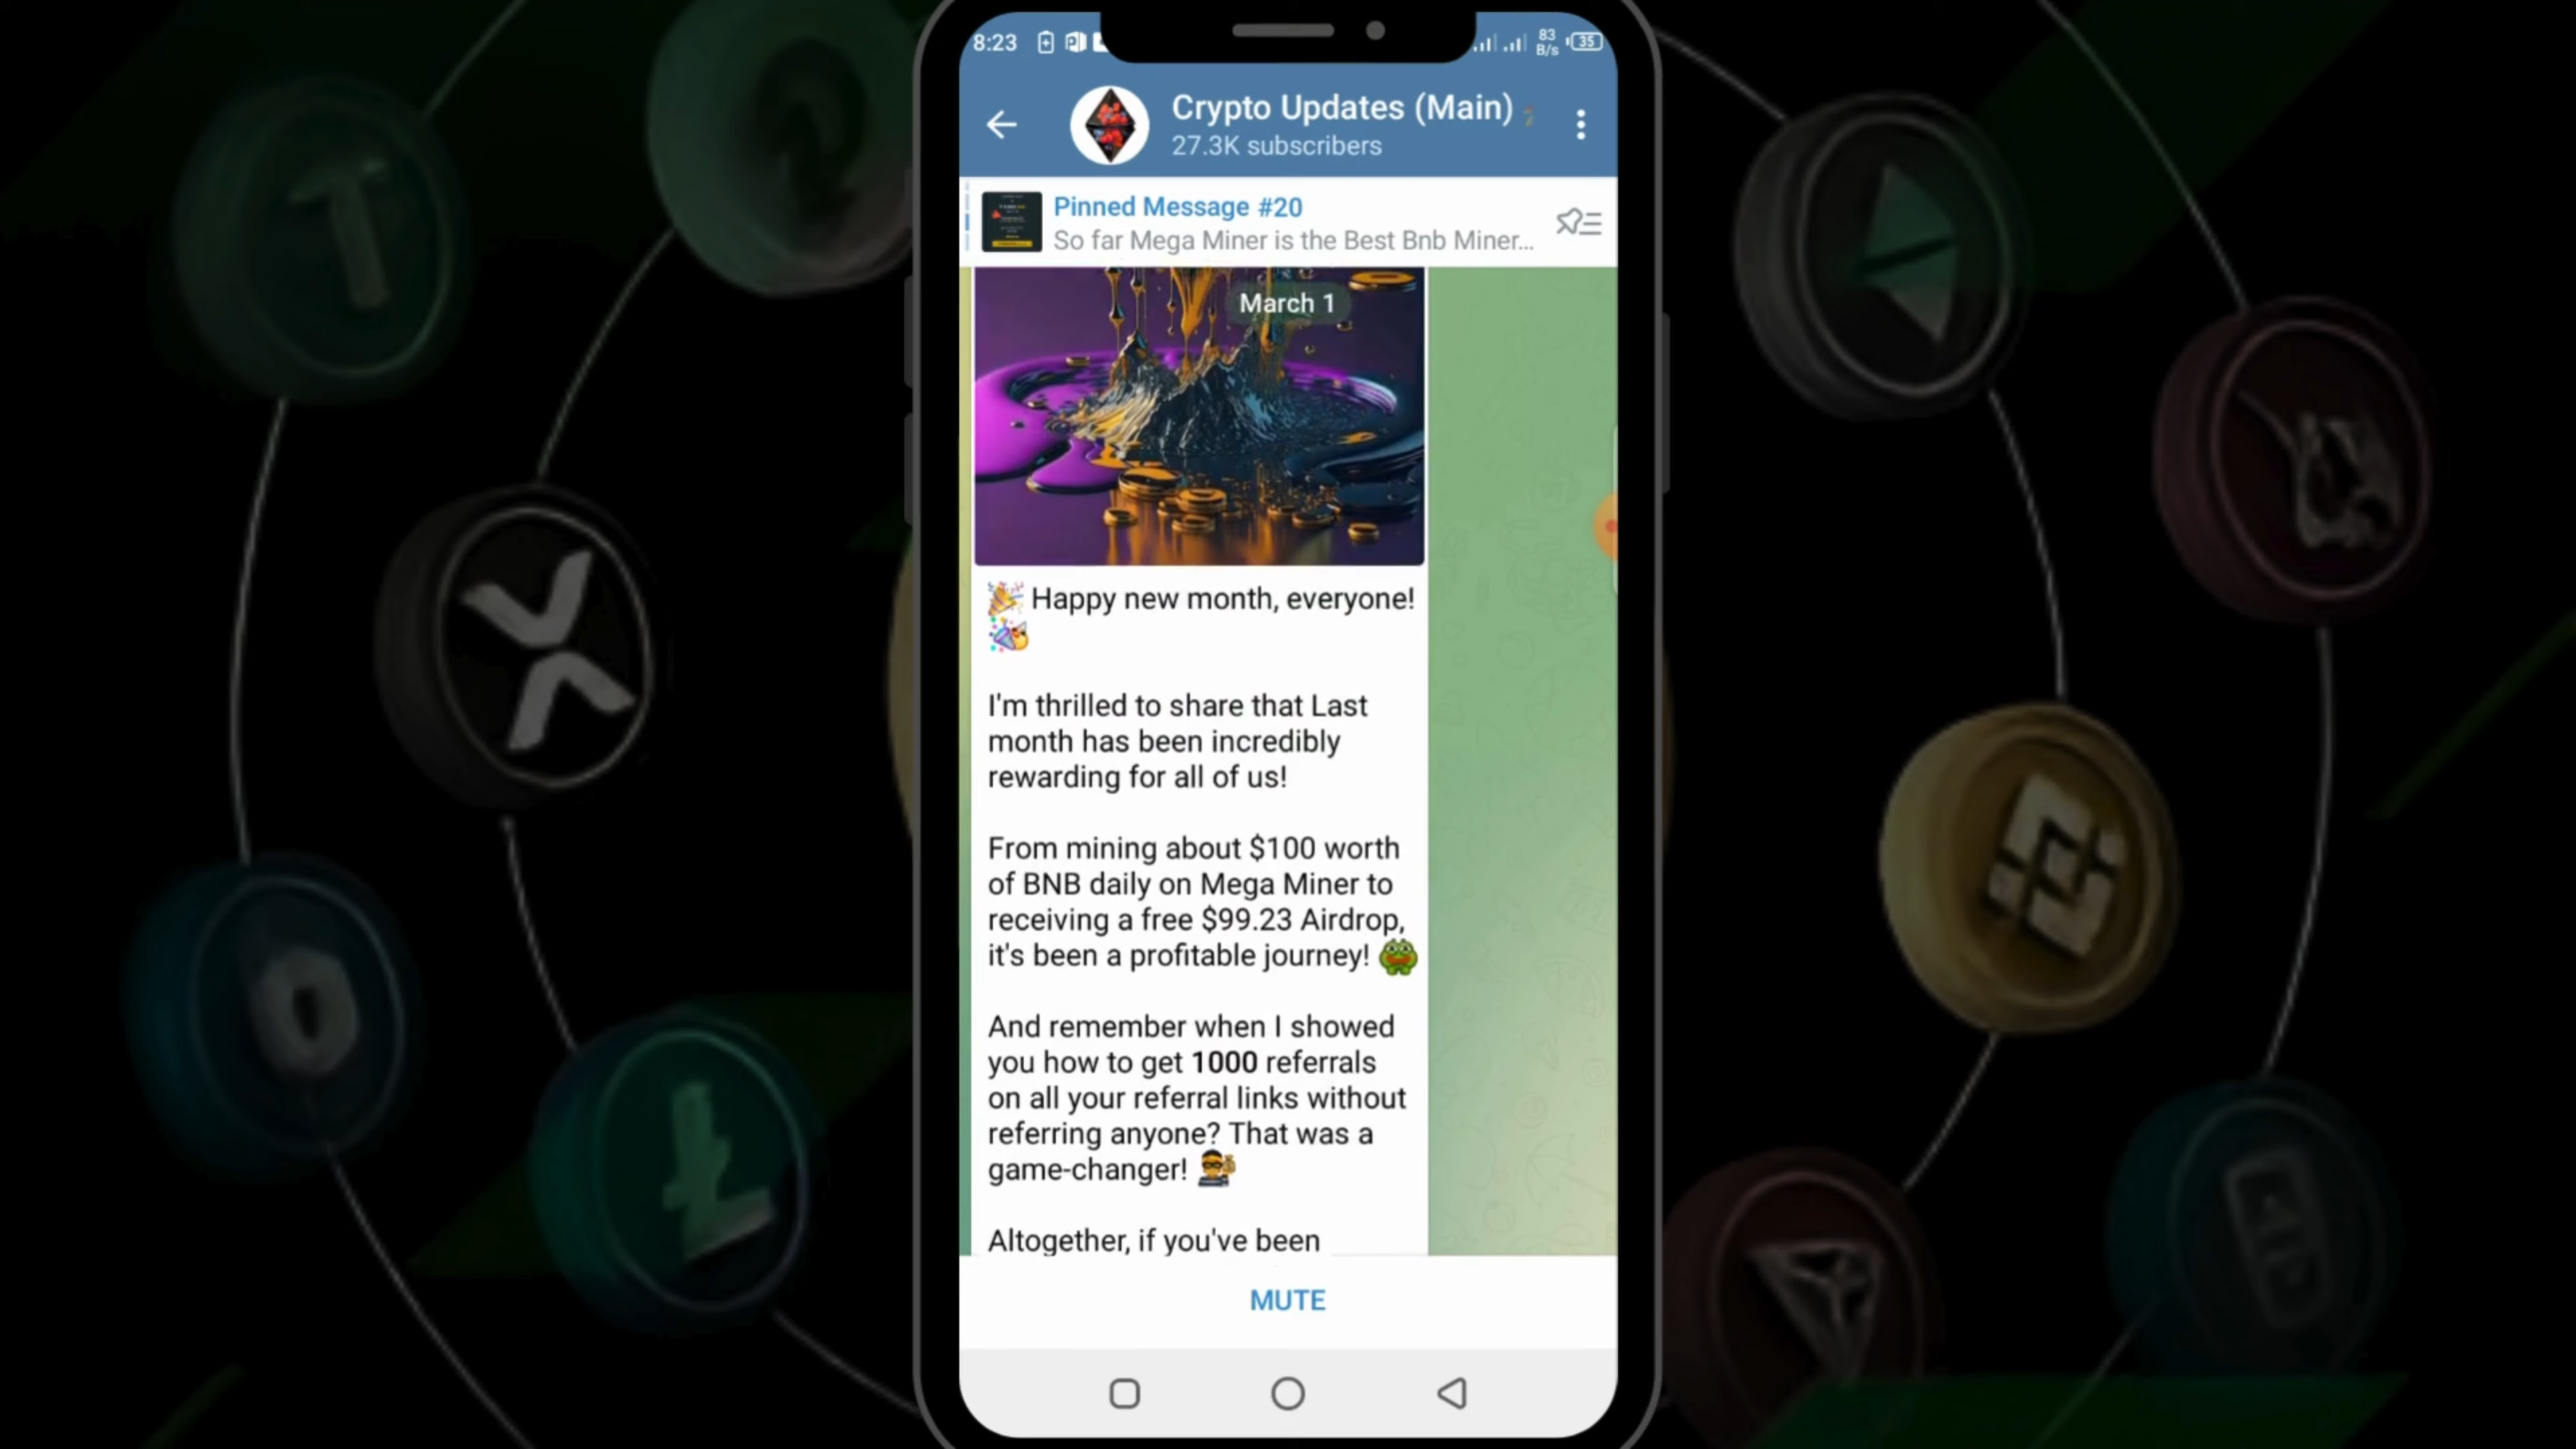 8:23
83
B/s
35
Crypto Updates (Main)
27.3K subscribers
Pinned Message #20
So far Mega Miner is the Best Bnb Miner...
March 1
Happy new month, everyone!
I'm thrilled to share that Last
month has been incredibly
rewarding for all of us!
From mining about $100 worth
of BNB daily on Mega Miner to
receiving a free $99.23 Airdrop,
it's been a profitable journey!
And remember when I showed
you how to get 1000 referrals
on all your referral links without
referring anyone? That was a
game-changer!
Altogether, if you've been
MUTE